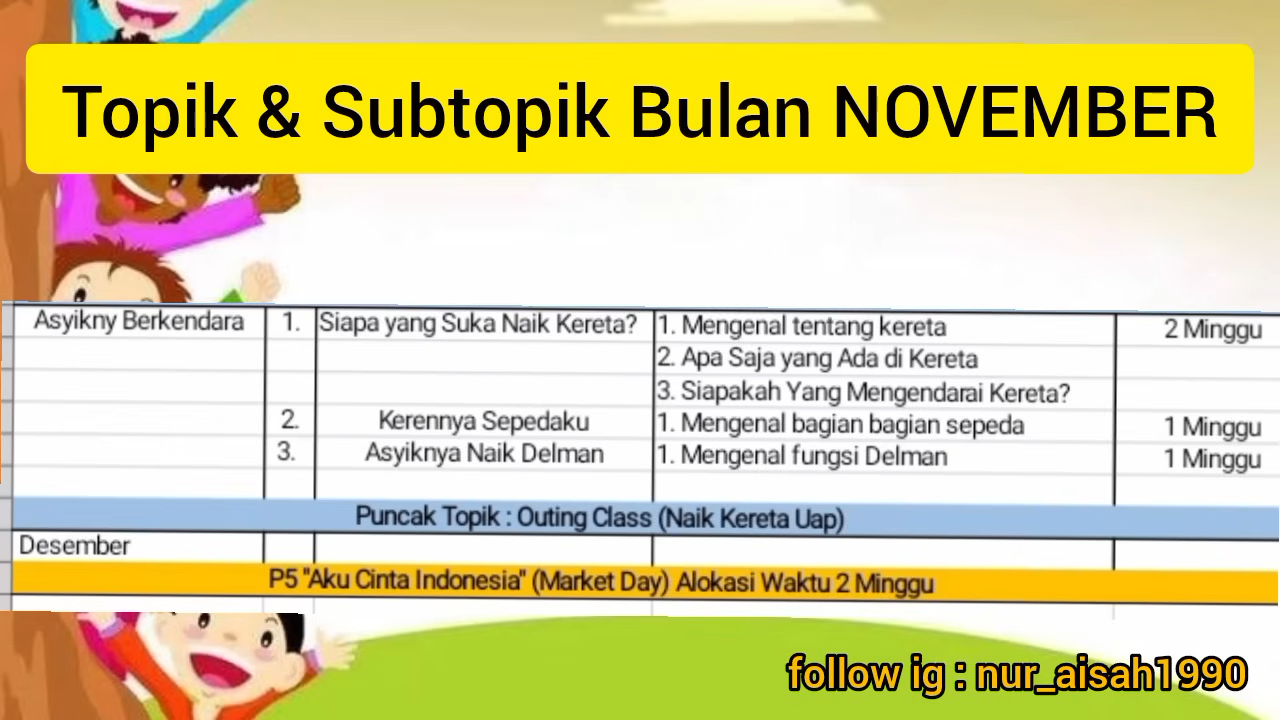 Topik & Subtopik Bulan NOVEMBER
Asyikny Berkendara 1. Siapa yang Suka Naik Kereta? 1. Mengenal tentang kereta 2 Minggu
2. Apa Saja yang Ada di Kereta
3. Siapakah Yang Mengendarai Kereta?
2. Kerennya Sepedaku 1. Mengenal bagian bagian sepeda 1 Minggu
3. Asyiknya Naik Delman 1. Mengenal fungsi Delman 1 Minggu
Puncak Topik : Outing Class (Naik Kereta Uap)
Desember
P5 "Aku Cinta Indonesia" (Market Day) Alokasi Waktu 2 Minggu
follow ig : nur_aisah1990